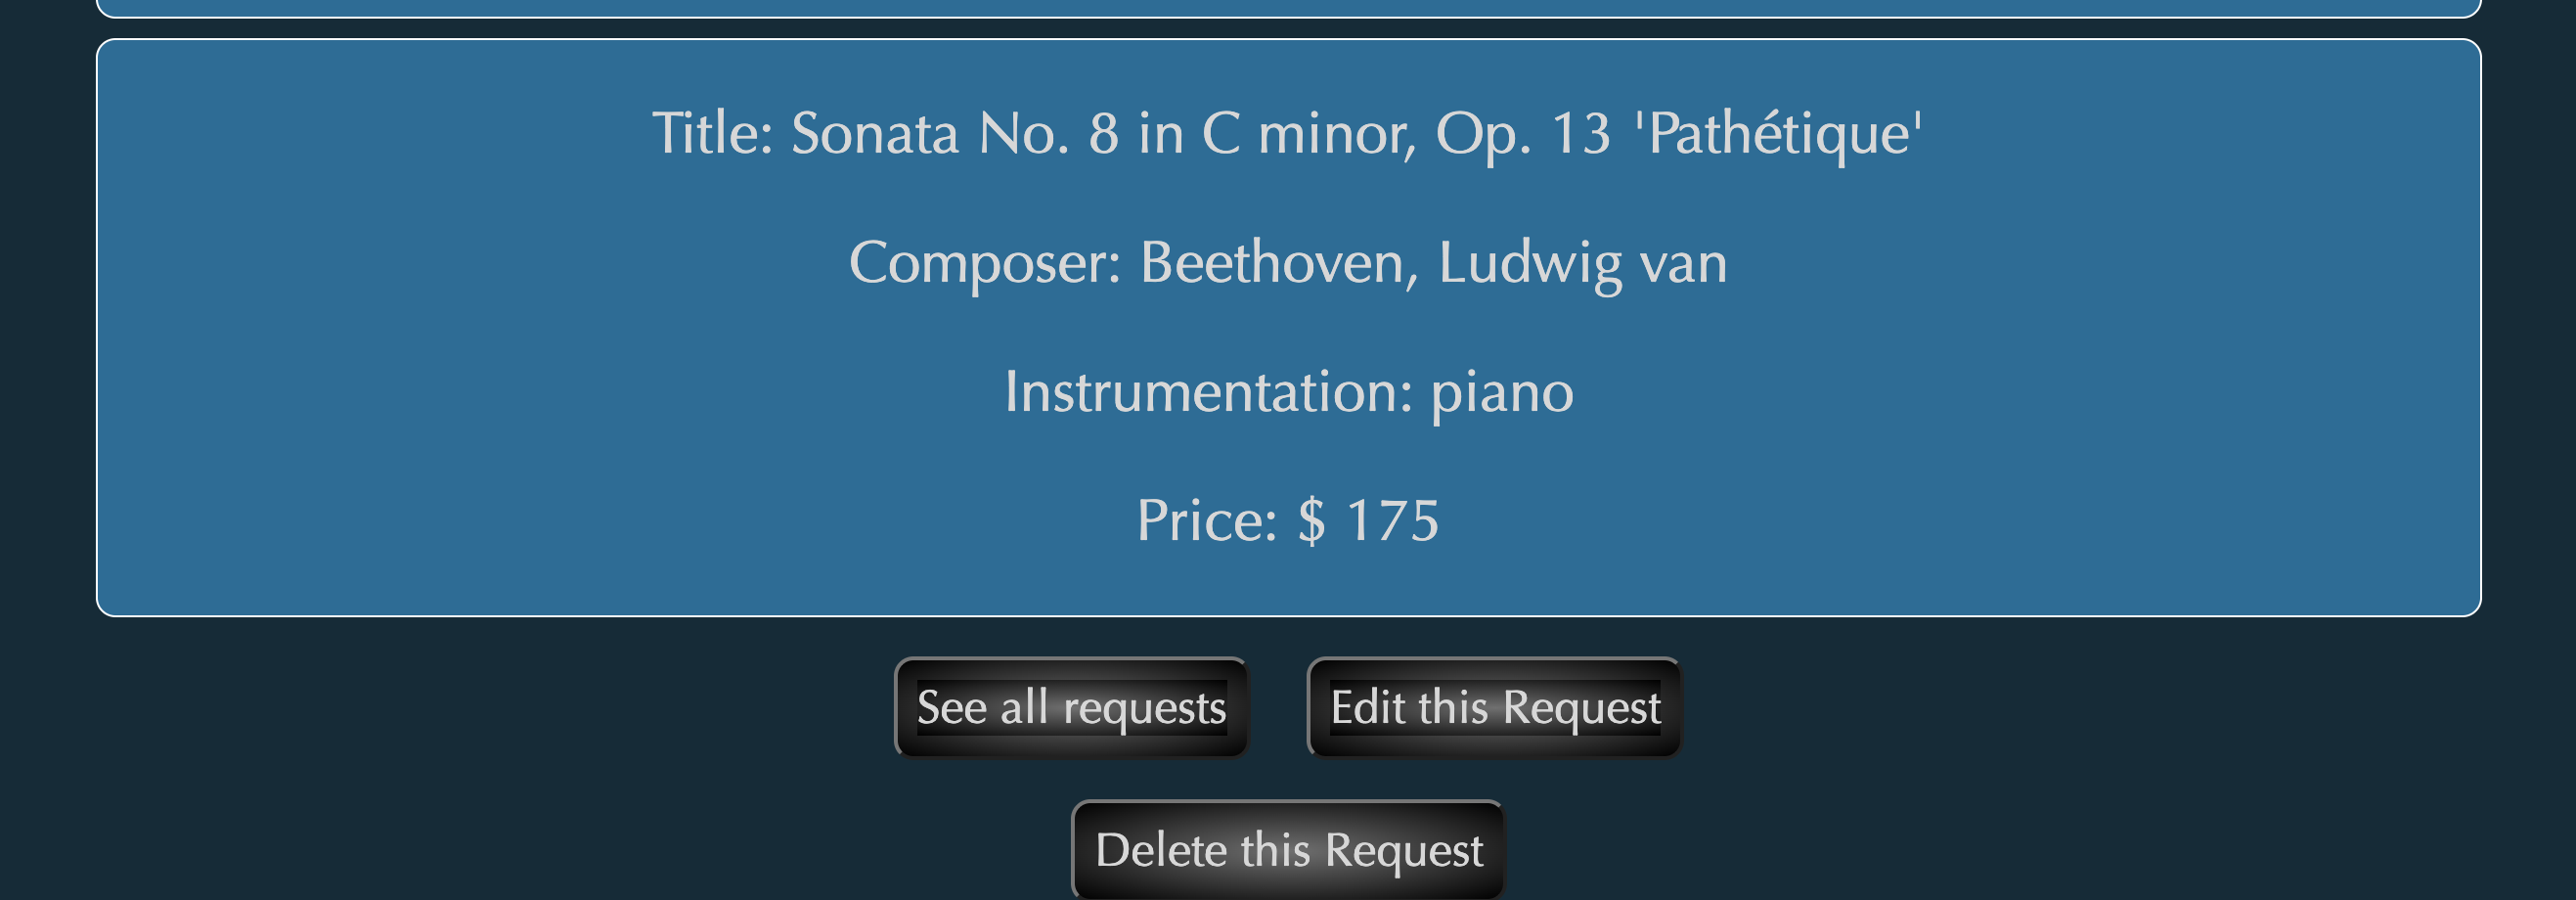 Title: Sonata No. 8 in C minor, Op. 13 'Pathétique'
Composer: Beethoven, Ludwig van
Instrumentation: piano
Price: $ 175
See all requests
Edit this Request
Delete this Request